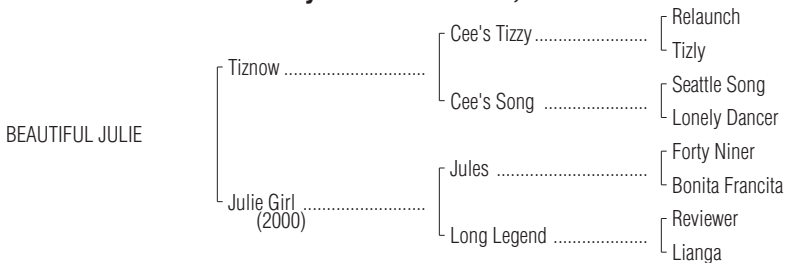 Relaunch
Cee's Tizzy
Tizly
Tiznow
Seattle Song
Cee's Song
Lonely Dancer
BEAUTIFUL JULIE
Forty Niner
Jules
Bonita Francita
Julie Girl
(2000)
Reviewer
Long Legend
Lianga